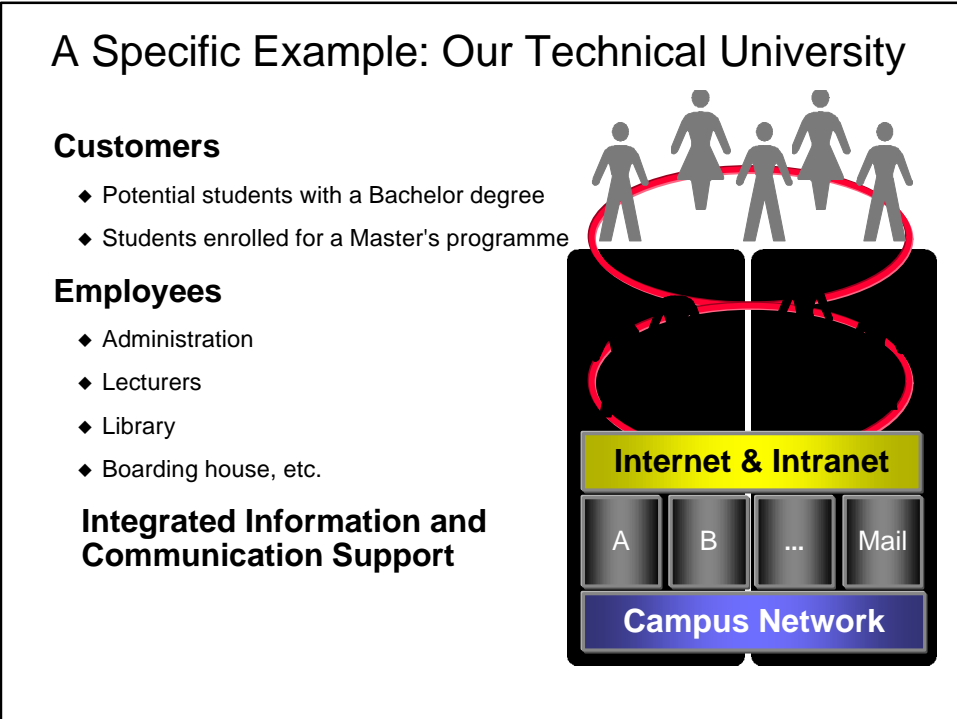 A Specific Example: Our Technical University
Customers
◆ Potential students with a Bachelor degree
◆ Students enrolled for a Master's programme
Employees
◆ Administration
◆ Lecturers
◆ Library
◆ Boarding house, etc.
Integrated Information and
Communication Support
Internet & Intranet
A B ... Mail
Campus Network